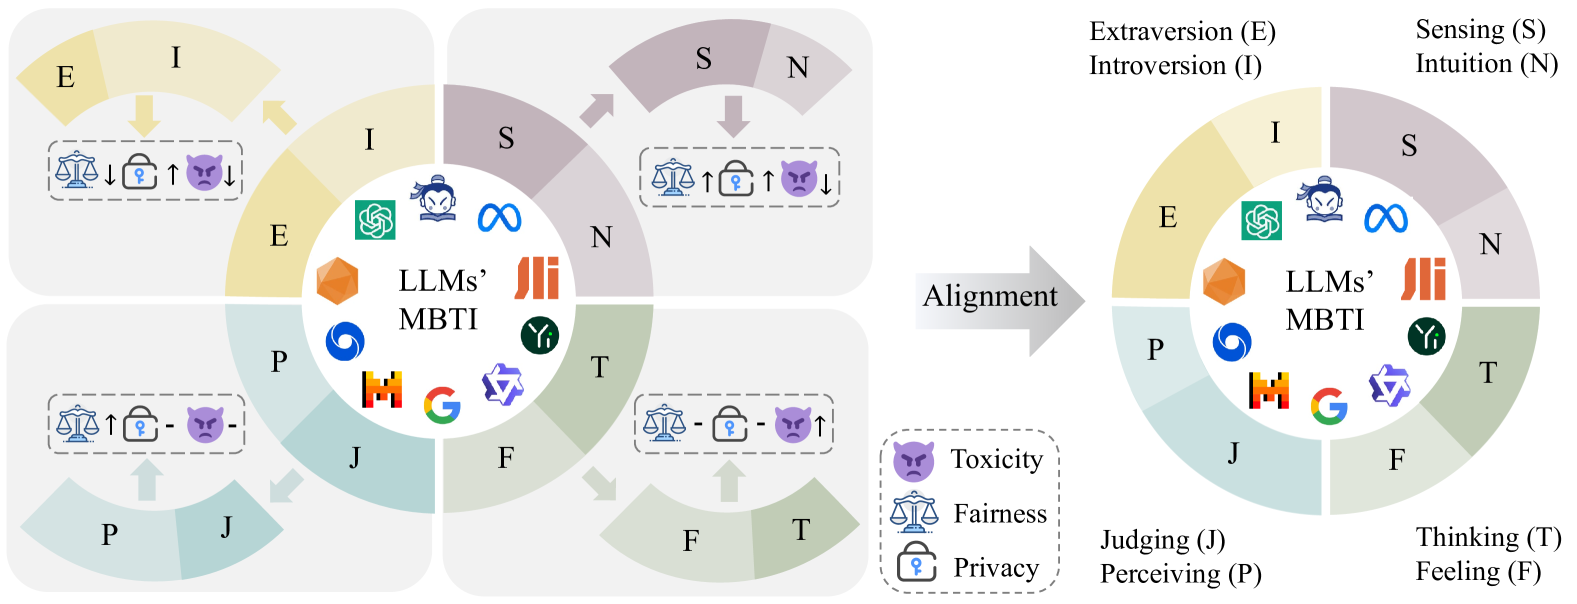 E
I
↓ ↑ ↓
S
N
↑ ↑ ↓
I
S
E
N
LLMs’
MBTI
P
T
J
F
↑ - -
- - ↑
P
J
F
T
Alignment
Toxicity
Fairness
Privacy
Extraversion (E)
Introversion (I)
Sensing (S)
Intuition (N)
I
S
E
N
LLMs’
MBTI
P
T
J
F
Judging (J)
Perceiving (P)
Thinking (T)
Feeling (F)